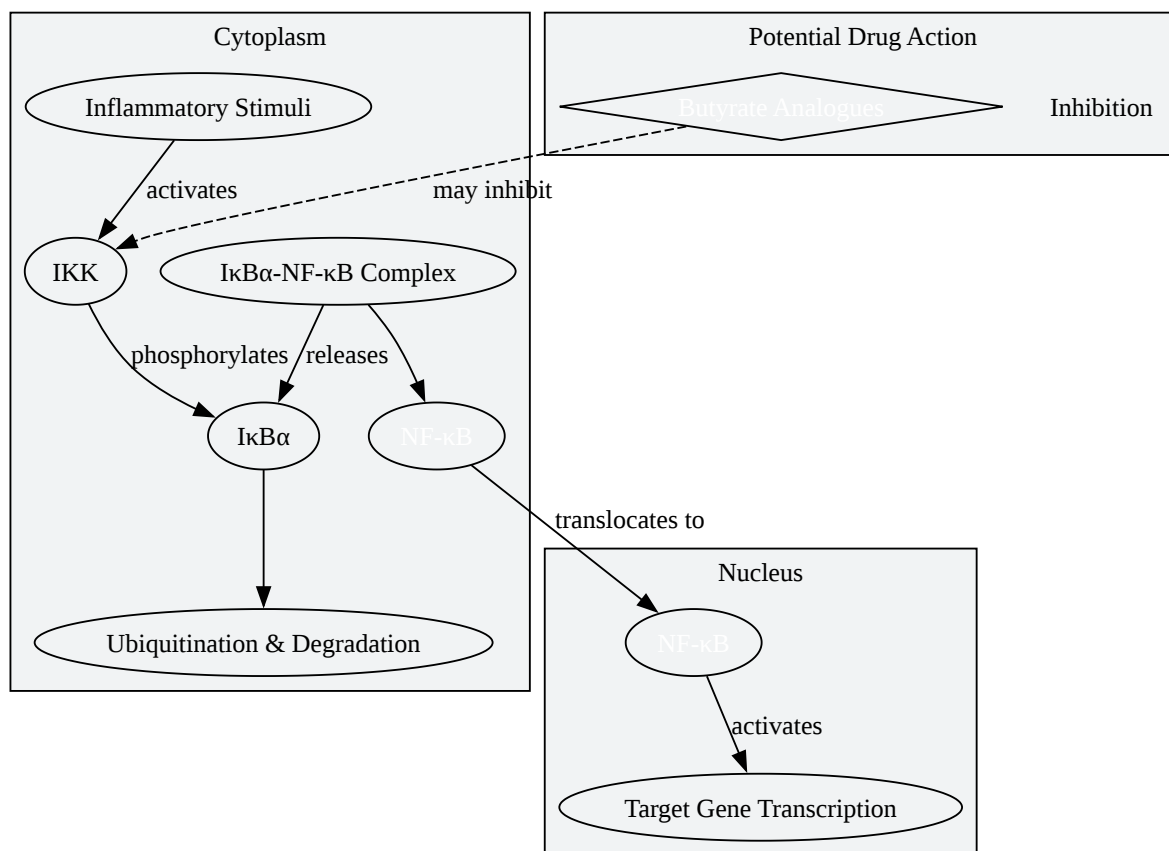 Cytoplasm
Inflammatory Stimuli
activates
IKK
IκBα-NF-κB Complex
phosphorylates
releases
IκBα
NF-κB
translocates to
Ubiquitination & Degradation
Potential Drug Action
Butyrate Analogues
Inhibition
may inhibit
Nucleus
NF-κB
activates
Target Gene Transcription